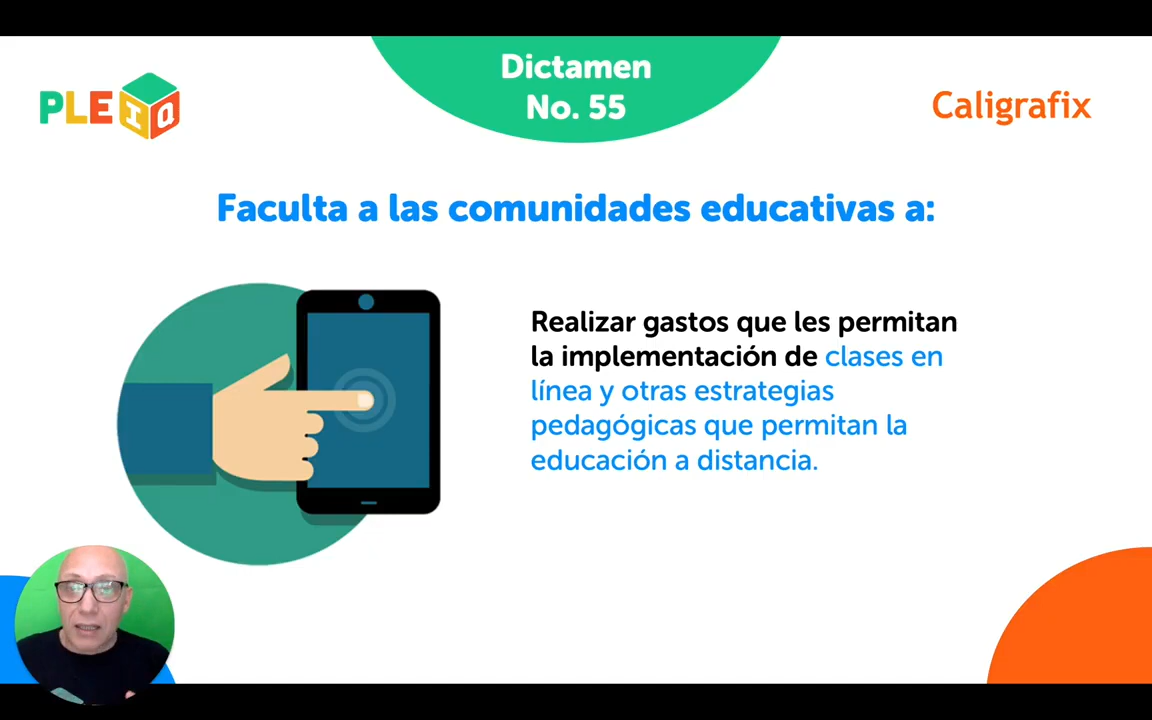 Dictamen
No. 55
PLEIQ
Caligrafix
Faculta a las comunidades educativas a:
Realizar gastos que les permitan
la implementación de clases en
línea y otras estrategias
pedagógicas que permitan la
educación a distancia.